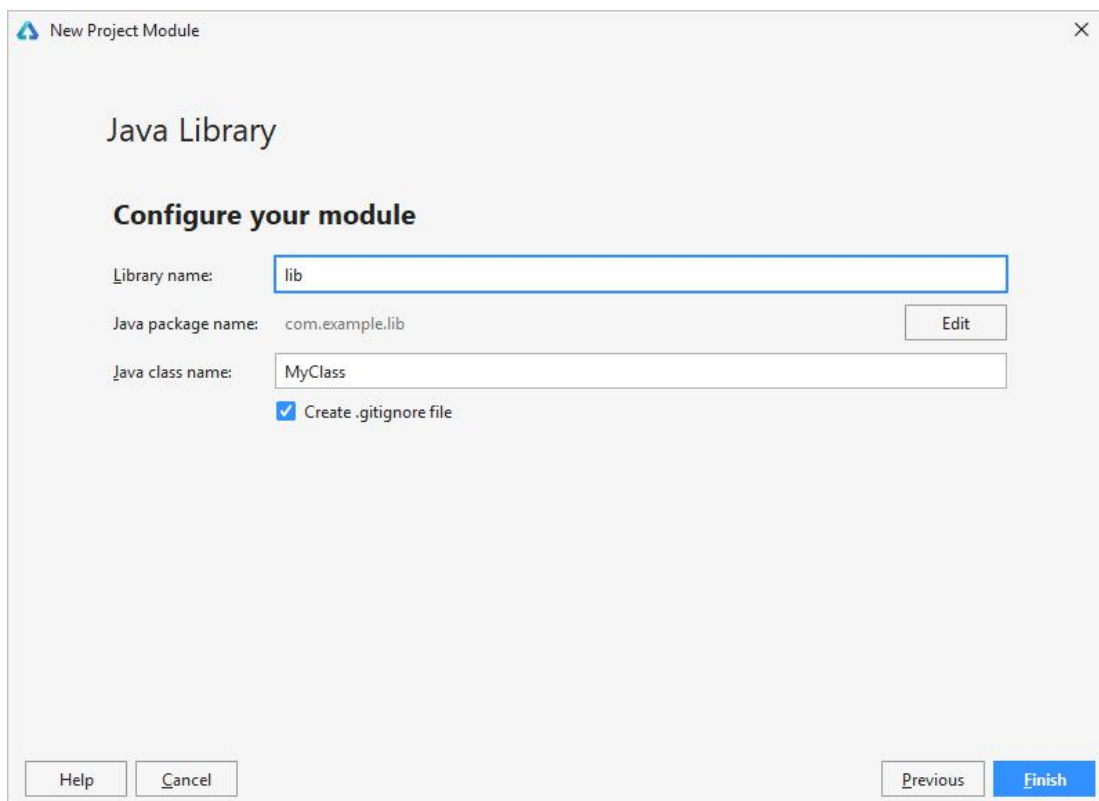 New Project Module
Java Library
Configure your module
Library name: lib
Java package name: com.example.lib Edit
Java class name: MyClass
Create .gitignore file
Help Cancel Previous Finish